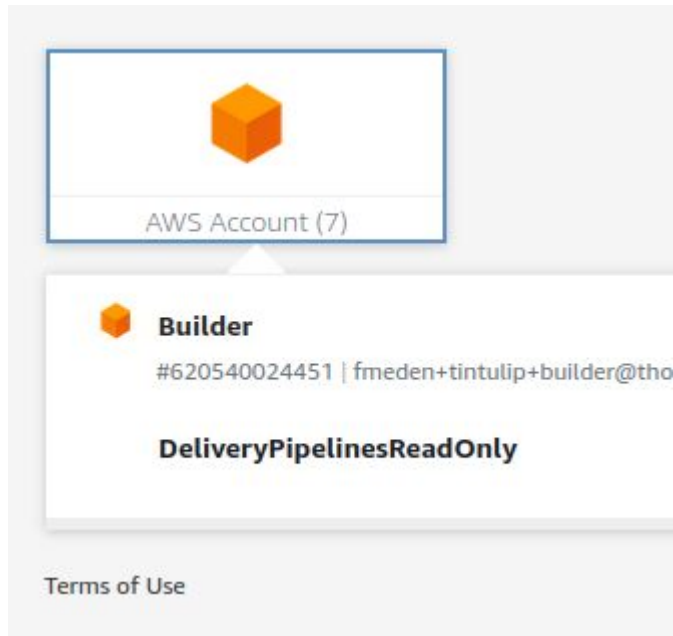 AWS Account (7)
Builder
#620540024451 | fmeden+tintulip+builder@tho
DeliveryPipelinesReadOnly
Terms of Use